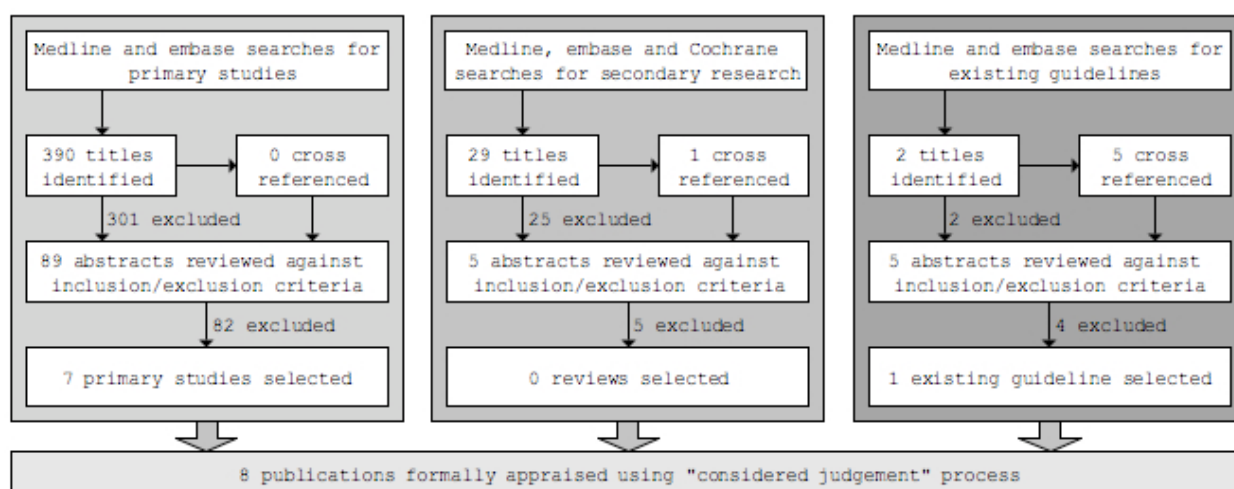 Medline and embase searches for
primary studies
390 titles
identified
0 cross
referenced
301 excluded
89 abstracts reviewed against
inclusion/exclusion criteria
82 excluded
7 primary studies selected
Medline, embase and Cochrane
searches for secondary research
29 titles
identified
1 cross
referenced
25 excluded
5 abstracts reviewed against
inclusion/exclusion criteria
5 excluded
0 reviews selected
Medline and embase searches for
existing guidelines
2 titles
identified
5 cross
referenced
2 excluded
5 abstracts reviewed against
inclusion/exclusion criteria
4 excluded
1 existing guideline selected
8 publications formally appraised using "considered judgement" process